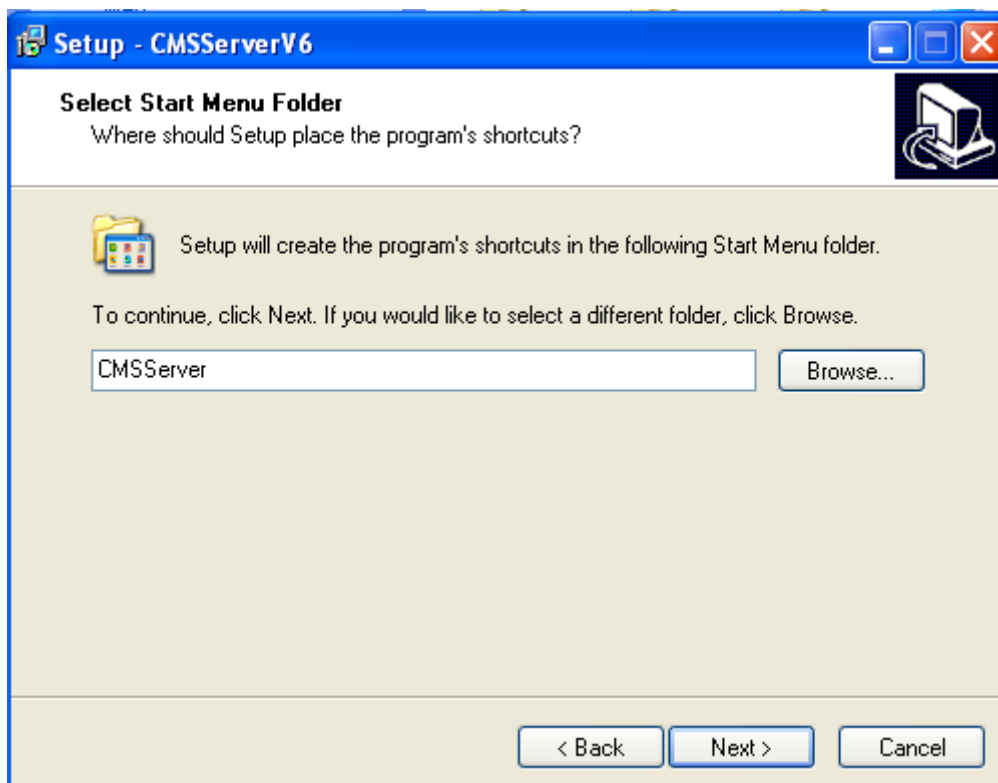 Setup - CMSServerV6
Select Start Menu Folder
Where should Setup place the program's shortcuts?
Setup will create the program's shortcuts in the following Start Menu folder.
To continue, click Next. If you would like to select a different folder, click Browse.
CMSServer
Browse...
< Back
Next >
Cancel